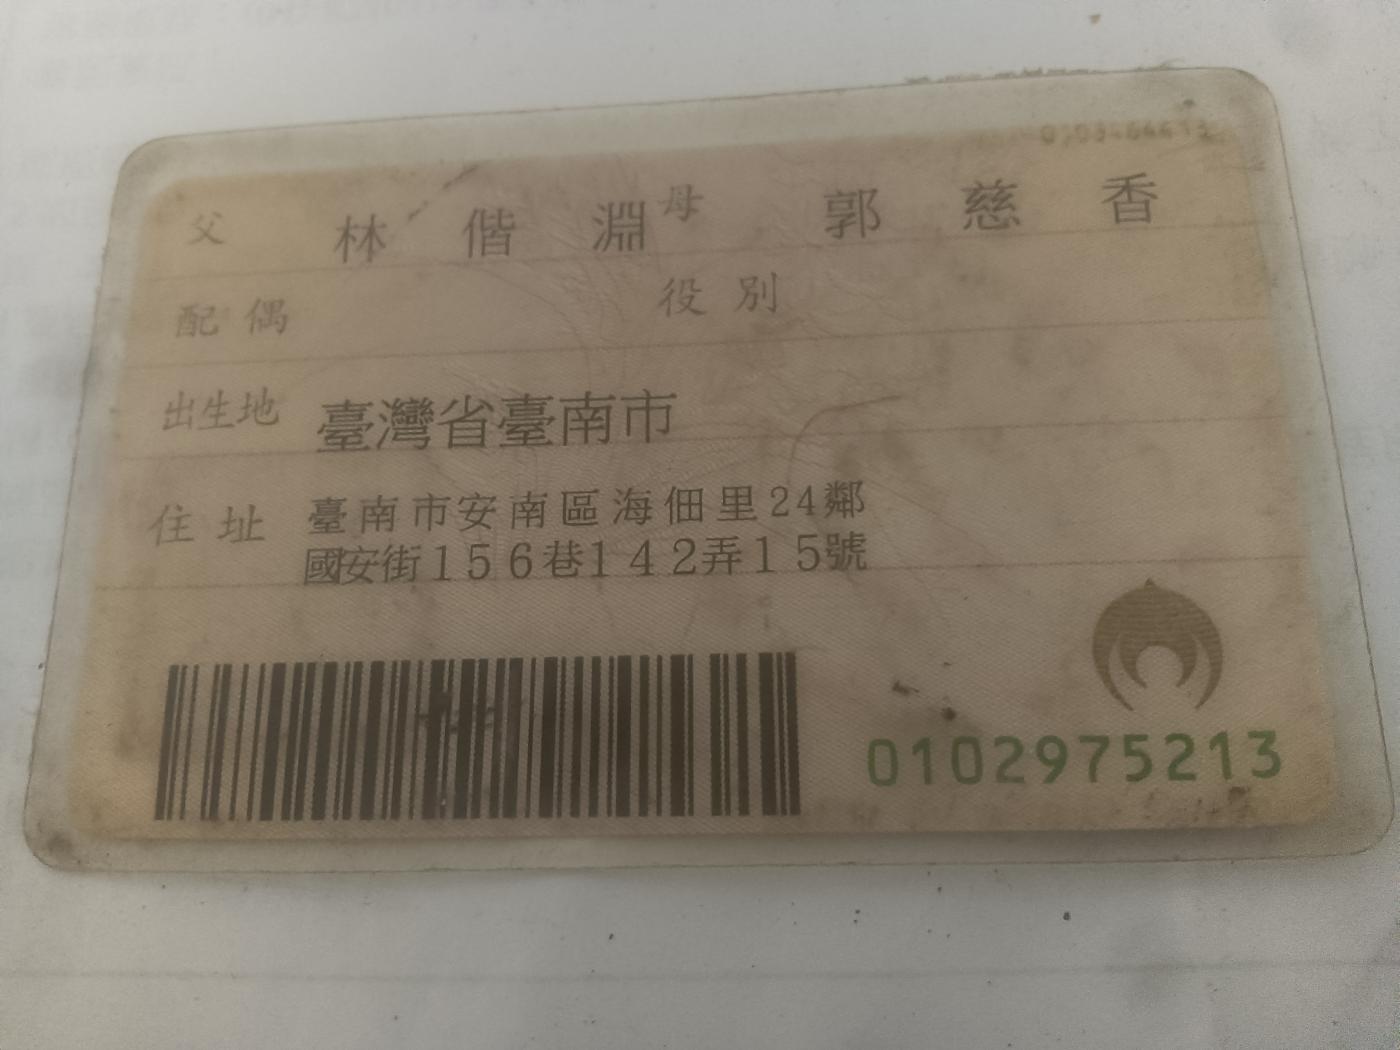 父 林偕淵 母 郭慈香
配偶 役別
出生地 臺灣省臺南市
住址 臺南市安南區海佃里24鄰
國安街156巷142弄15號
0102975213